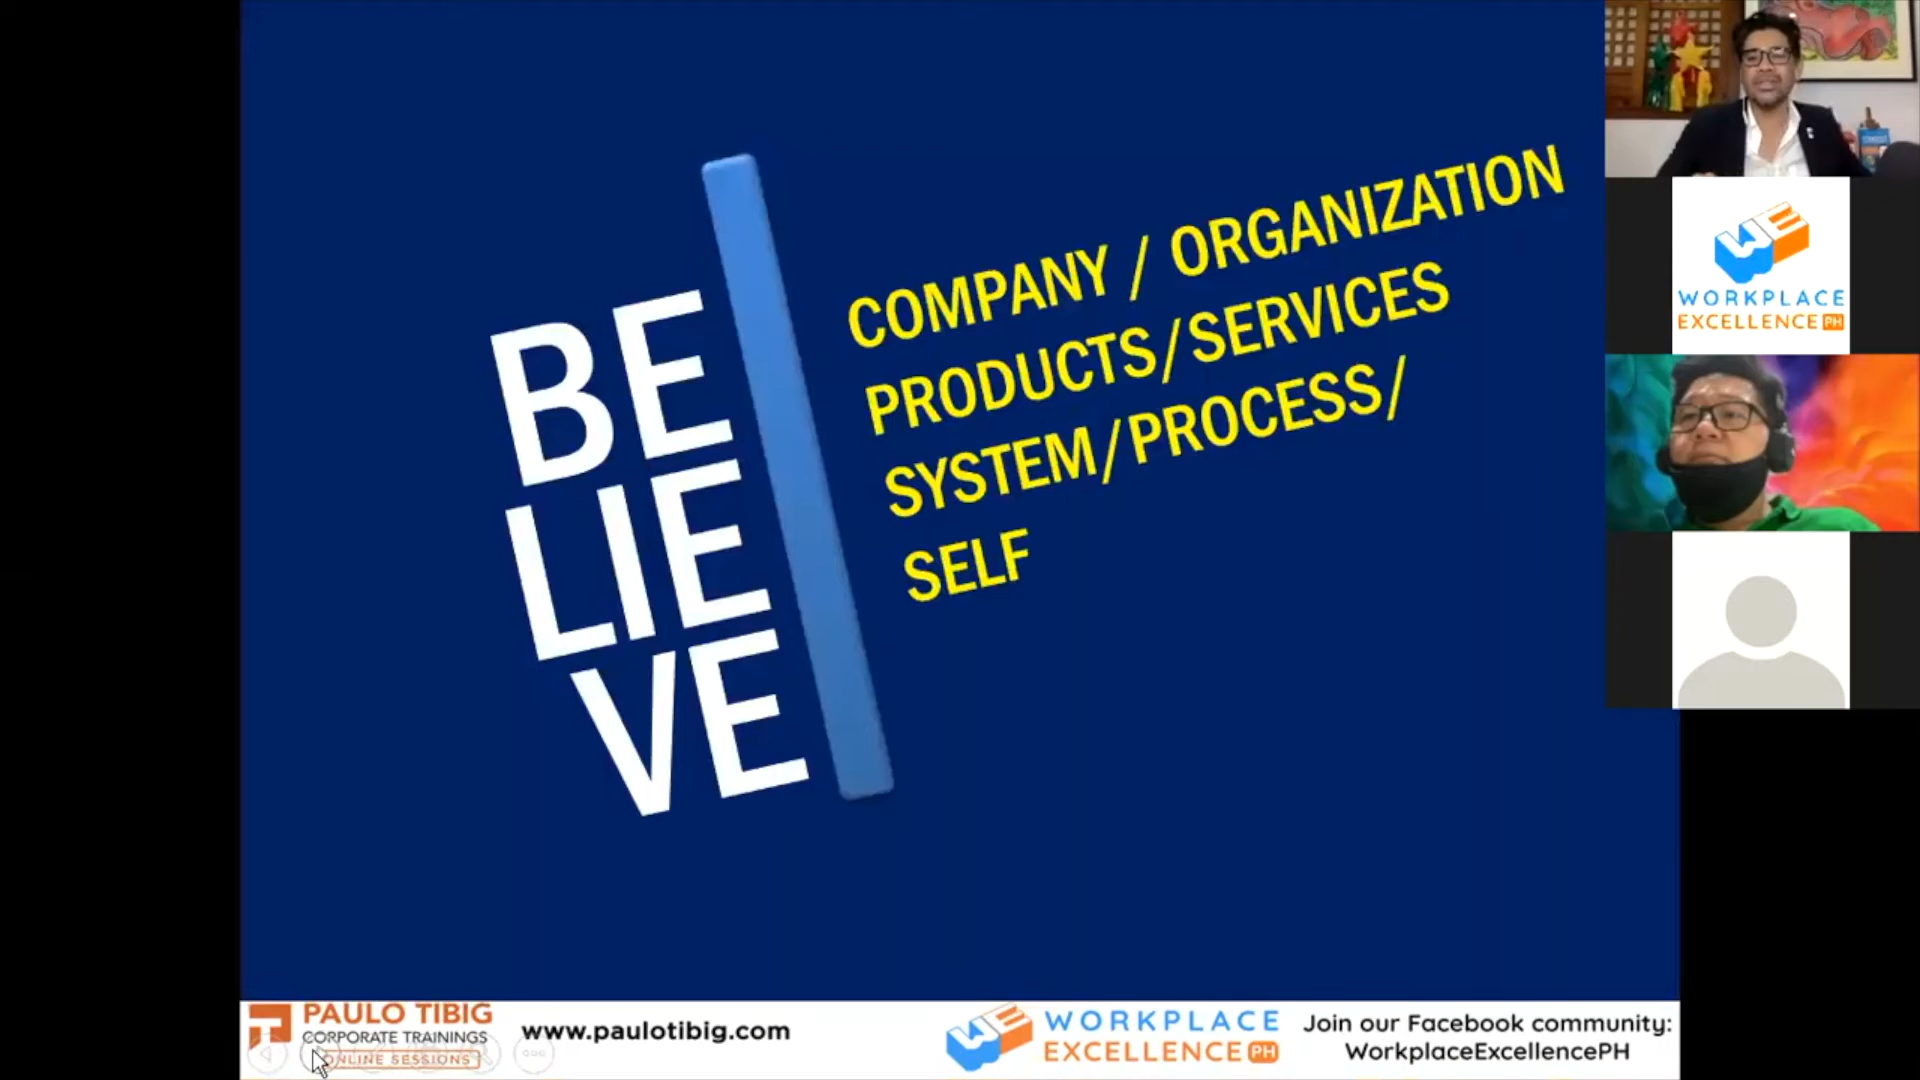 BE
LIE
VE
COMPANY / ORGANIZATION
PRODUCTS/SERVICES
SYSTEM/PROCESS/
SELF
WORKPLACE
EXCELLENCE PH
PAULO TIBIG
CORPORATE TRAININGS
ONLINE SESSIONS
www.paulotibig.com
WORKPLACE
EXCELLENCE PH
Join our Facebook community:
WorkplaceExcellencePH